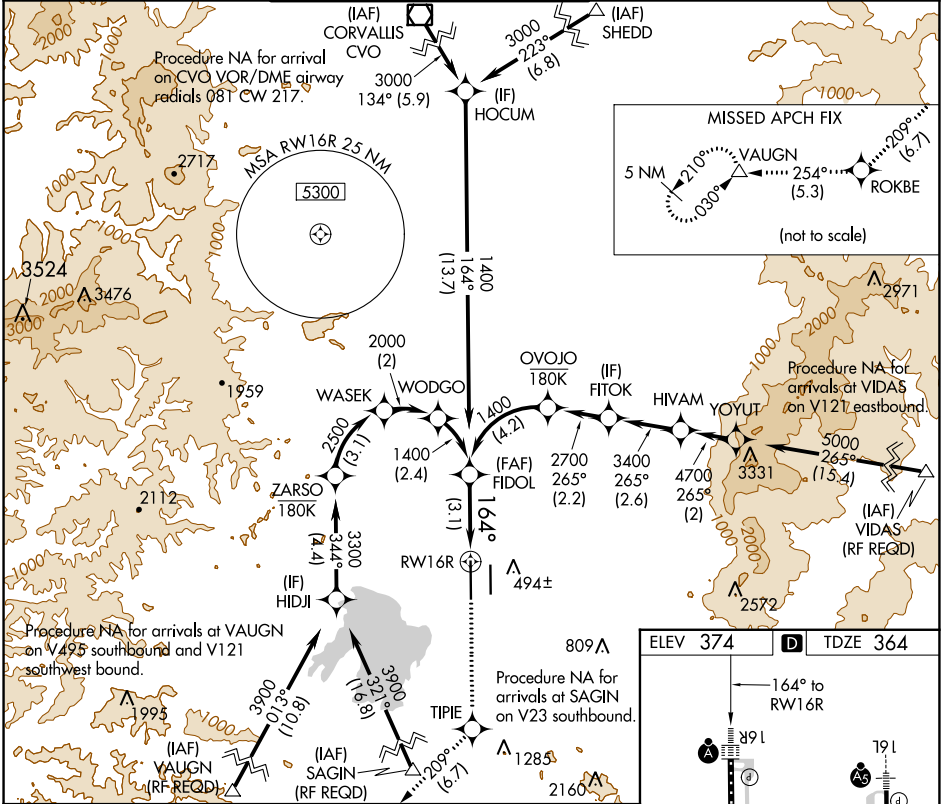 (IAF)
CORVALLIS
CVO
(IAF)
SHEDD
3000
223°
(6.8)
3000
134° (5.9)
(IF)
HOCUM
2000
Procedure NA for arrival
on CVO VOR/DME airway
radials 081 CW 217.
1000
MISSED APCH FIX
VAUGN
5 NM
210°
030°
254°
(5.3)
209°
(6.7)
ROKBE
(not to scale)
MSA RW16R 25 NM
5300
2717
1000
1000
1000
3524
3476
2000
3000
1959
2112
1400
164°
(13.7)
2971
2000
1000
Procedure NA for
arrivals at VIDAS
on V121 eastbound.
2000
(2)
WASEK
WODGO
2500
(3.1)
1400
(2.4)
ZARSO
180K
3300
344°
(4.4)
(IF)
HIDJI
OVOJO
180K
1400
(4.2)
(IF)
FITOK
HIVAM
YOYUT
2700
265°
(2.2)
3400
265°
(2.6)
4700
265°
(2)
3331
5000
265°
(15.4)
(IAF)
VIDAS
(RF REQD)
1000
(FAF)
FIDOL
164°
(3.1)
RW16R
494±
2572
Procedure NA for arrivals at VAUGN
on V495 southbound and V121
southwest bound.
1995
1000
3900
013°
(10.8)
3900
321°
(16.8)
(IAF)
VAUGN
(RF REQD)
(IAF)
SAGIN
(RF REQD)
809
Procedure NA for
arrivals at SAGIN
on V23 southbound.
TIPIE
209°
(6.7)
1285
2160
ELEV 374
D
TDZE 364
164° to
RW16R
16R
16L
A
A5
P
P